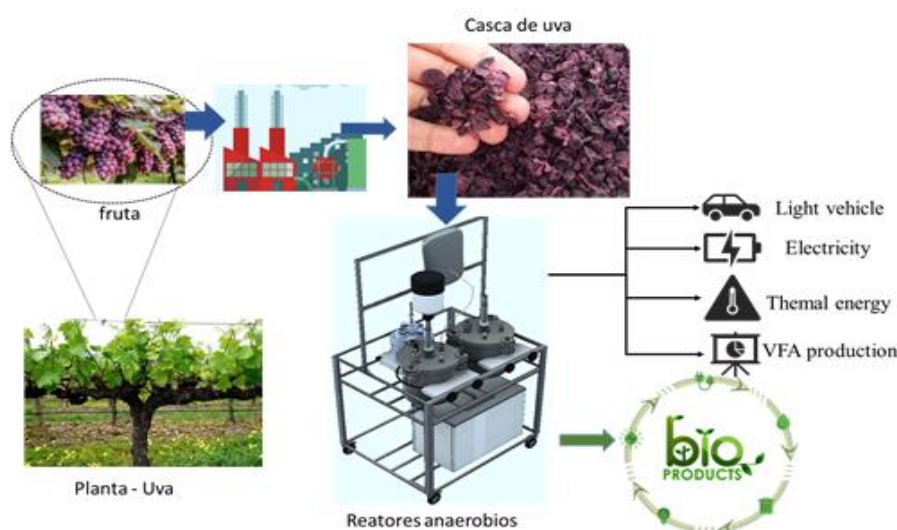 Casca de uva
fruta
Light vehicle
Electricity
Themal energy
VFA production
bio
PRODUCTS
Planta - Uva
Reatores anaerobios